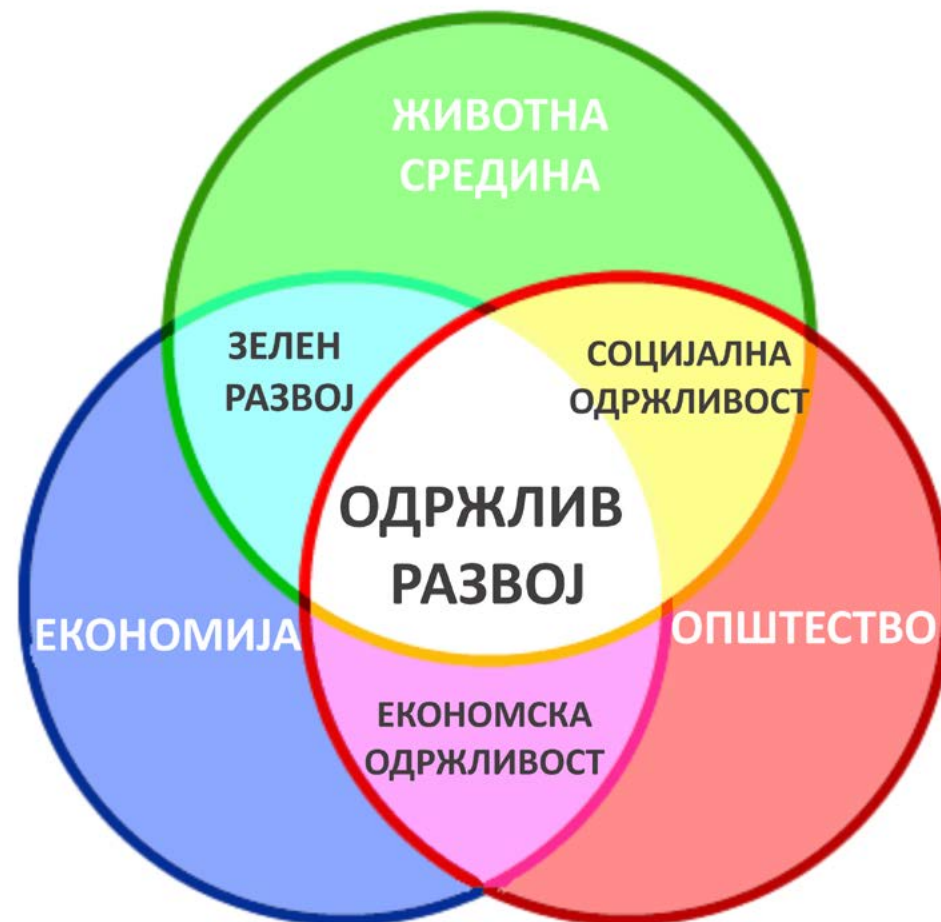 ЖИВОТНА
СРЕДИНА
ЗЕЛЕН
РАЗВОЈ
СОЦИЈАЛНА
ОДРЖЛИВОСТ
ОДРЖЛИВ
РАЗВОЈ
ЕКОНОМИЈА
ОПШТЕСТВО
ЕКОНОМСКА
ОДРЖЛИВОСТ